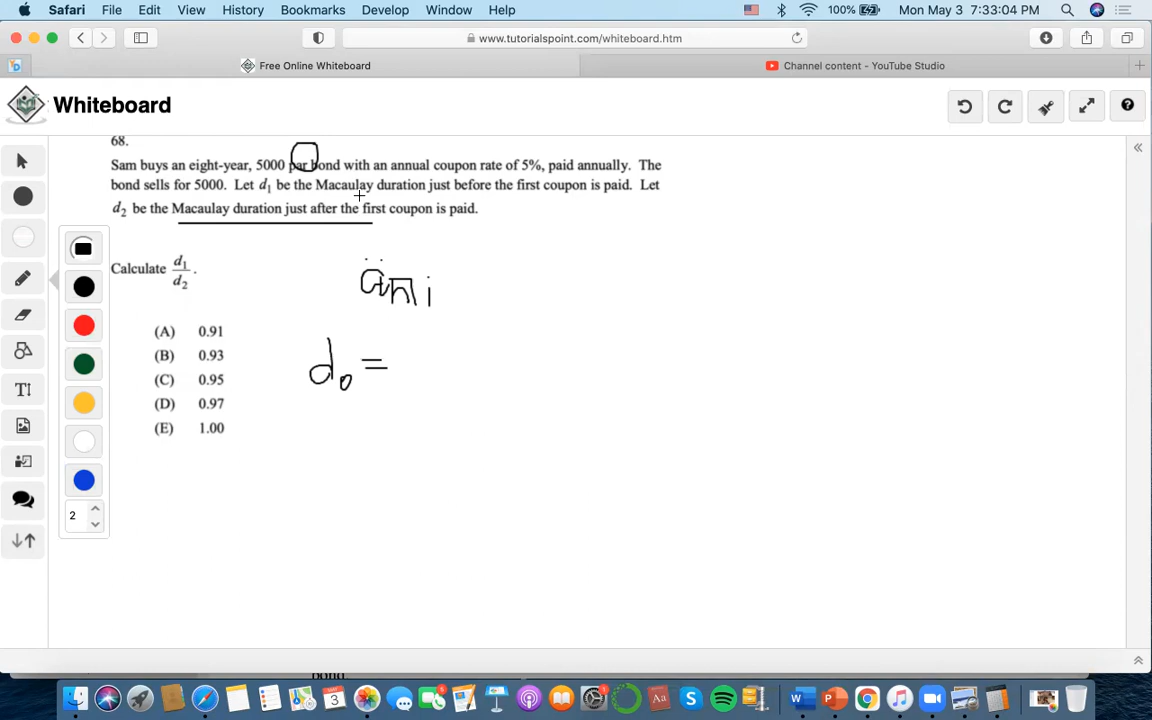 Safari File Edit View History Bookmarks Develop Window Help 100% Mon May 3 7:33:04 PM
www.tutorialspoint.com/whiteboard.htm
Free Online Whiteboard Channel content - YouTube Studio
Whiteboard
68.
Sam buys an eight-year, 5000 par bond with an annual coupon rate of 5%, paid annually. The
bond sells for 5000. Let d₁ be the Macaulay duration just before the first coupon is paid. Let
d₂ be the Macaulay duration just after the first coupon is paid.
Calculate d₁/d₂.
ä n i
(A) 0.91
(B) 0.93
d₀ =
(C) 0.95
(D) 0.97
(E) 1.00
T
2
bond